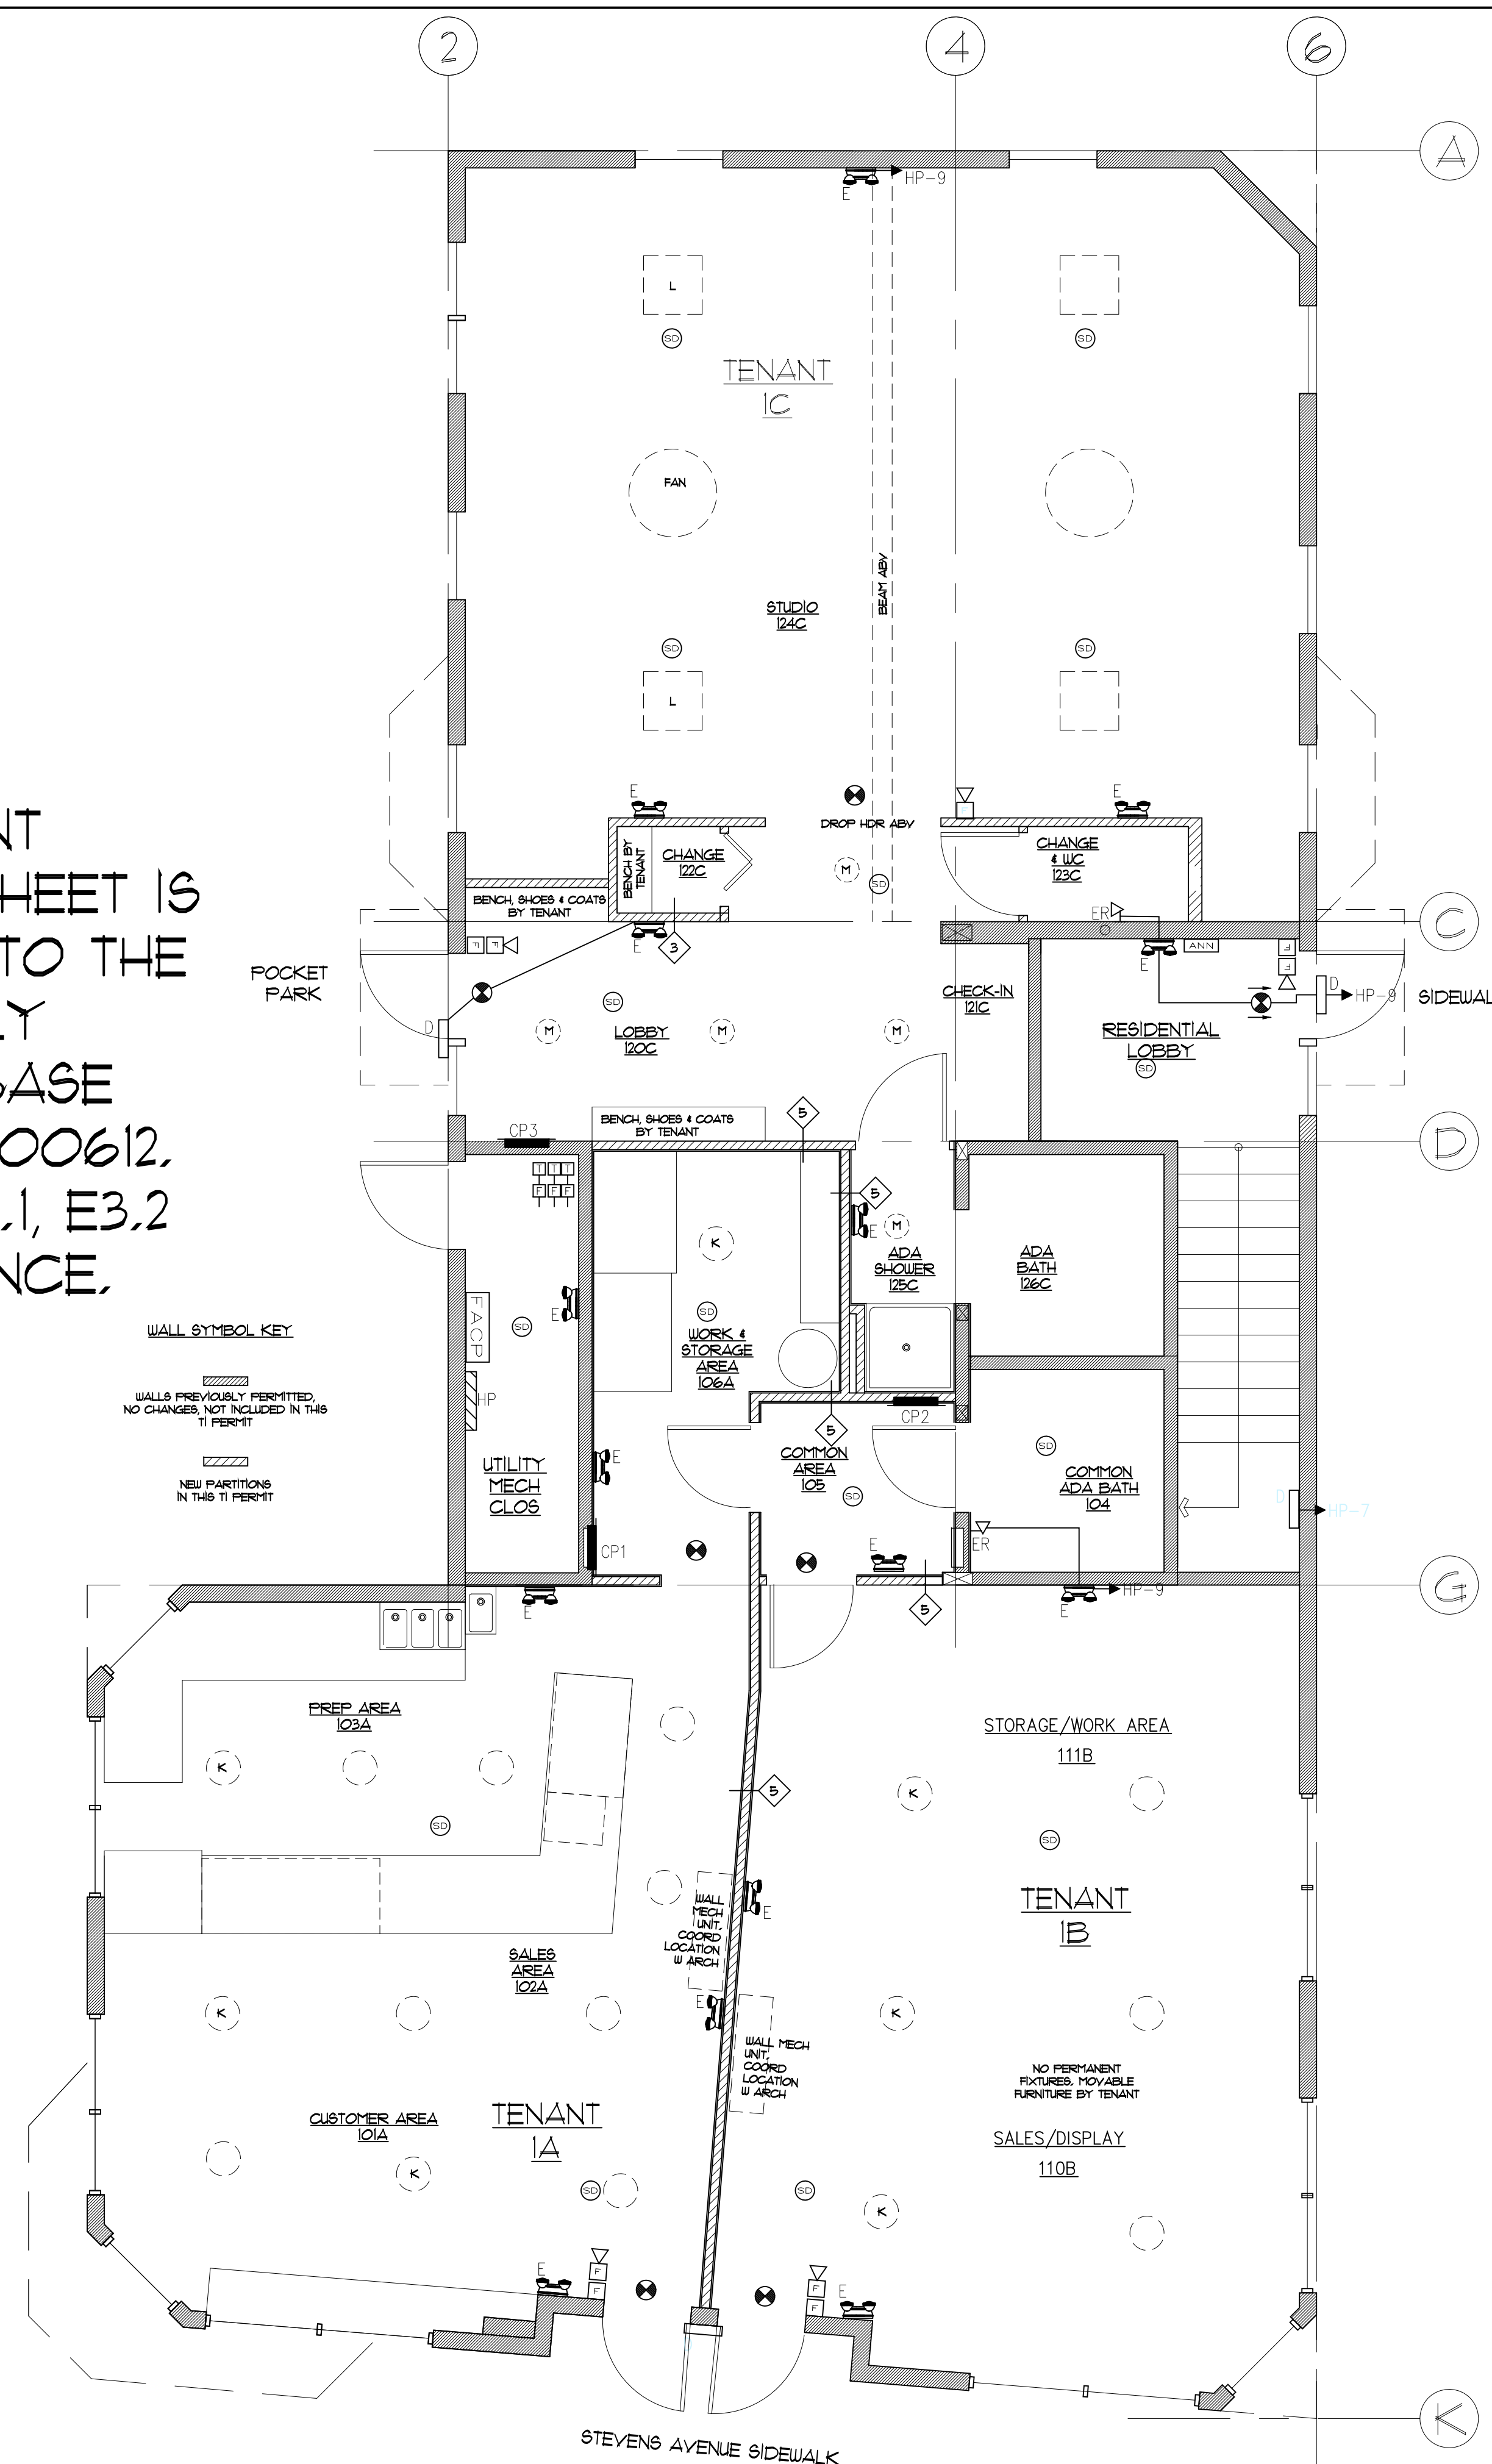 2
4
6
A
HP-9
E
L
L
SD
SD
TENANT
1C
FAN
BEAM ABV
STUDIO
124C
SD
SD
E
E
DROP HDR ABV
BENCH BY
TENANT
CHANGE
122C
M
SD
CHANGE
& WC
123C
BENCH, SHOES & COATS
BY TENANT
ER
C
F
F
E
3
E
ANN
F
F
POCKET
PARK
D
SD
M
LOBBY
120C
M
M
CHECK-IN
121C
RESIDENTIAL
LOBBY
SD
D
HP-9
SIDEWAL
NT
HEET IS
TO THE
LY
BASE
00612,
.1, E3.2
NCE.
BENCH, SHOES & COATS
BY TENANT
5
CP3
D
T T T
F F F
5
K
E
M
ADA
SHOWER
125C
ADA
BATH
126C
E
FACP
SD
SD
WORK &
STORAGE
AREA
106A
HP
WALL SYMBOL KEY
WALLS PREVIOUSLY PERMITTED,
NO CHANGES, NOT INCLUDED IN THIS
TI PERMIT
NEW PARTITIONS
IN THIS TI PERMIT
UTILITY
MECH
CLOS
E
5
CP2
COMMON
AREA
105
SD
SD
COMMON
ADA BATH
104
D
HP-7
CP1
E
ER
5
E
E
HP-9
G
PREP AREA
103A
K
SD
STORAGE/WORK AREA
111B
5
K
SD
TENANT
1B
E
WALL
MECH
UNIT,
COORD
LOCATION
W ARCH
SALES
AREA
102A
K
E
K
WALL MECH
UNIT,
COORD
LOCATION
W ARCH
NO PERMANENT
FIXTURES, MOVABLE
FURNITURE BY TENANT
CUSTOMER AREA
101A
TENANT
1A
K
SALES/DISPLAY
110B
SD
SD
K
E
F
F
F
F
E
K
STEVENS AVENUE SIDEWALK